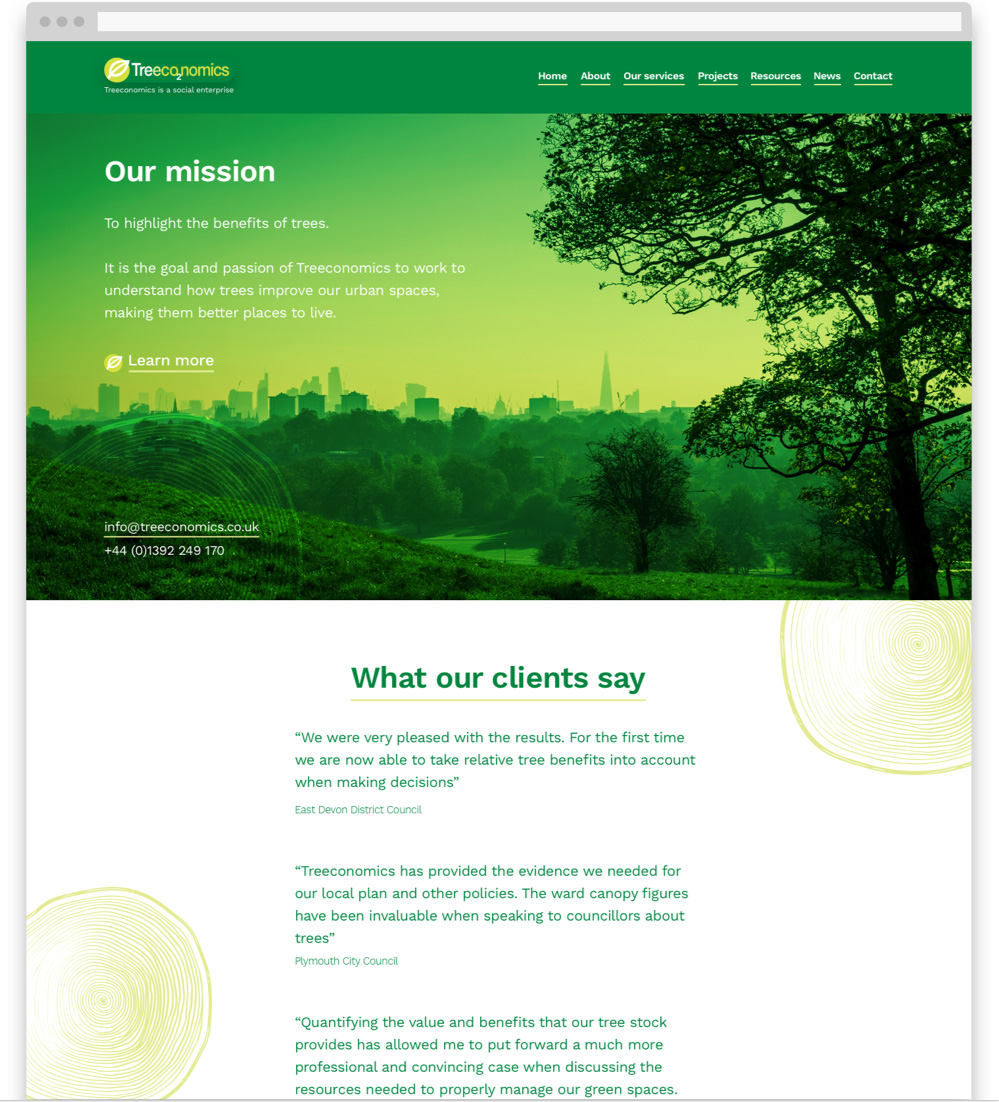 Treeco2nomics
Treeconomics is a social enterprise
Home About Our services Projects Resources News Contact
Our mission
To highlight the benefits of trees.
It is the goal and passion of Treeconomics to work to
understand how trees improve our urban spaces,
making them better places to live.
Learn more
info@treeconomics.co.uk
+44 (0)1392 249 170
What our clients say
“We were very pleased with the results. For the first time
we are now able to take relative tree benefits into account
when making decisions”
East Devon District Council
“Treeconomics has provided the evidence we needed for
our local plan and other policies. The ward canopy figures
have been invaluable when speaking to councillors about
trees”
Plymouth City Council
“Quantifying the value and benefits that our tree stock
provides has allowed me to put forward a much more
professional and convincing case when discussing the
resources needed to properly manage our green spaces.